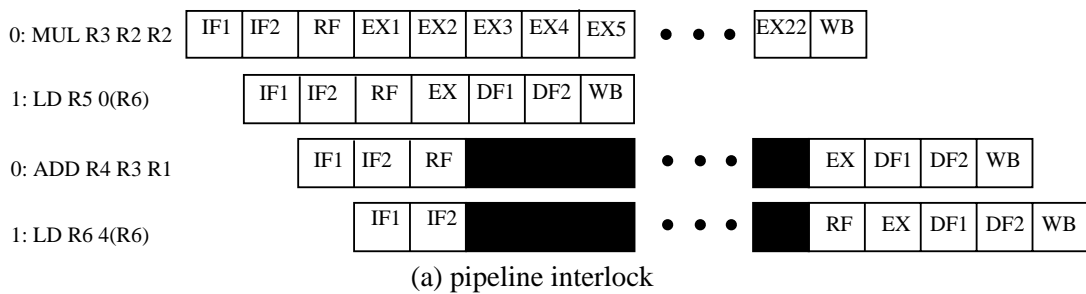 0: MUL R3 R2 R2 IF1 IF2 RF EX1 EX2 EX3 EX4 EX5 • • • EX22 WB
1: LD R5 0(R6) IF1 IF2 RF EX DF1 DF2 WB
0: ADD R4 R3 R1 IF1 IF2 RF • • • EX DF1 DF2 WB
1: LD R6 4(R6) IF1 IF2 • • • RF EX DF1 DF2 WB
(a) pipeline interlock